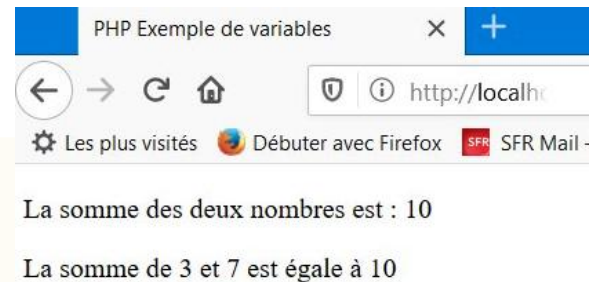 PHP Exemple de variables
http://localh
Les plus visités Débuter avec Firefox SFR SFR Mail -
La somme des deux nombres est : 10
La somme de 3 et 7 est égale à 10